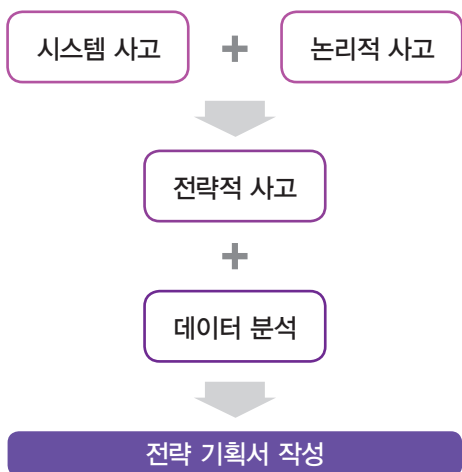 시스템 사고 + 논리적 사고
전략적 사고
+
데이터 분석
전략 기획서 작성